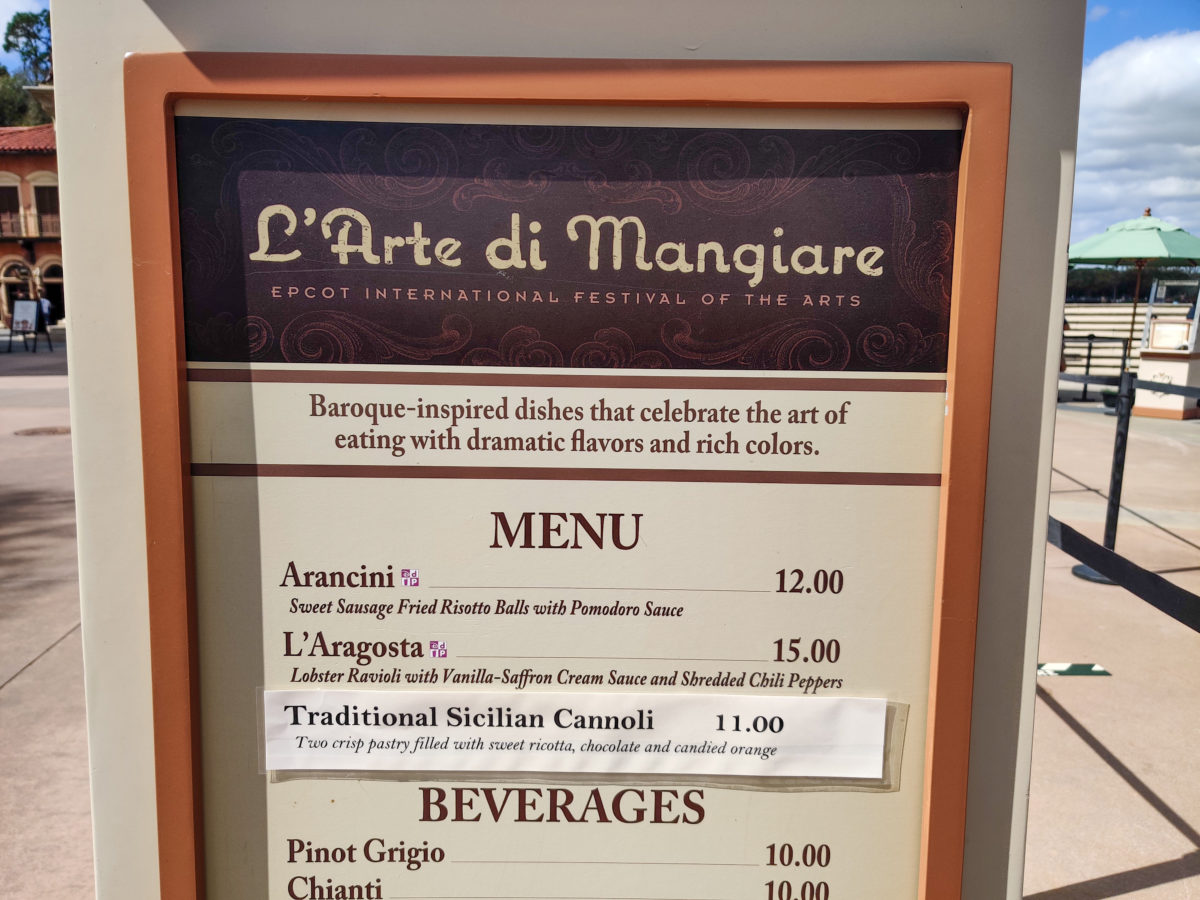 L'Arte di Mangiare
EPCOT INTERNATIONAL FESTIVAL OF THE ARTS
Baroque-inspired dishes that celebrate the art of
eating with dramatic flavors and rich colors.
MENU
Arancini 12.00
Sweet Sausage Fried Risotto Balls with Pomodoro Sauce
L'Aragosta 15.00
Lobster Ravioli with Vanilla-Saffron Cream Sauce and Shredded Chili Peppers
Traditional Sicilian Cannoli 11.00
Two crisp pastry filled with sweet ricotta, chocolate and candied orange
BEVERAGES
Pinot Grigio 10.00
Chianti 10.00